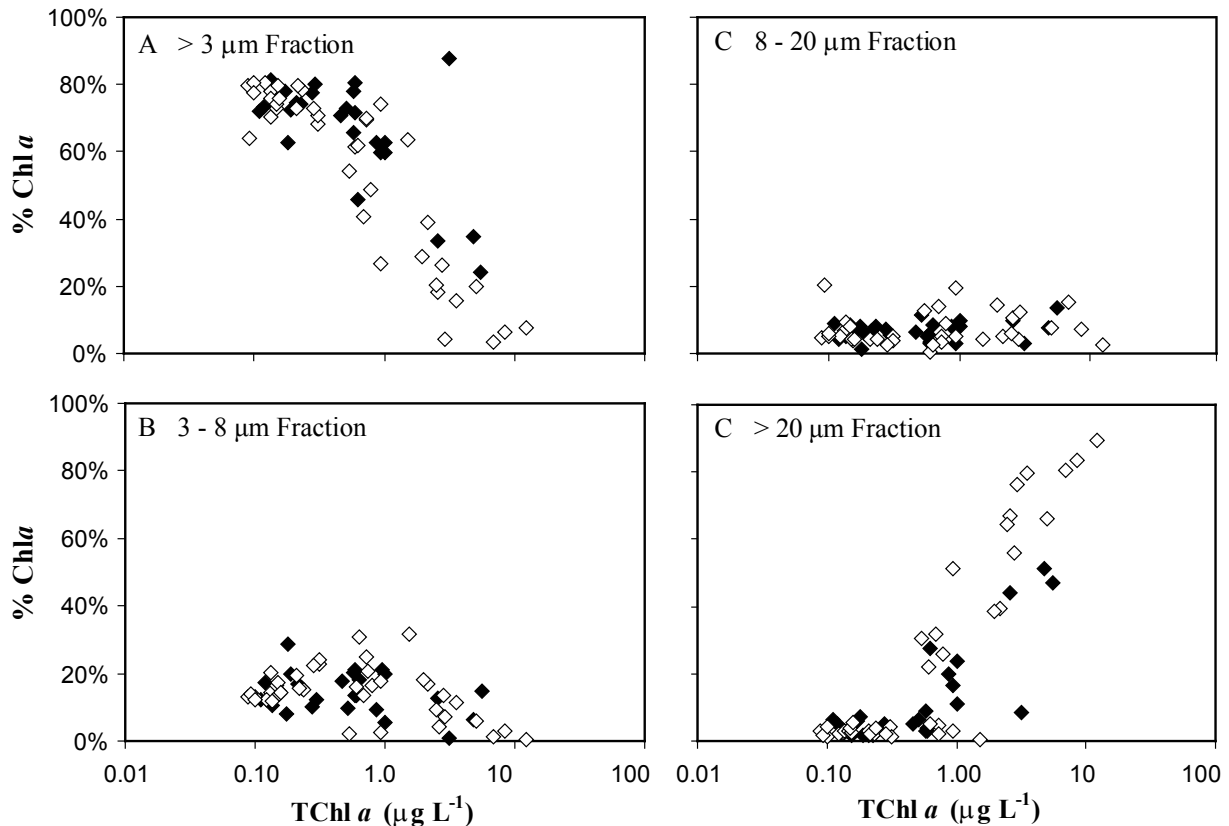 A > 3 μm Fraction
100%
80%
60%
40%
20%
0%
% Chl a
C 8 - 20 μm Fraction
B 3 - 8 μm Fraction
100%
80%
60%
40%
20%
0%
% Chla
0.01 0.10 1.0 10 100
TChl a (μg L-1)
C > 20 μm Fraction
0.01 0.10 1.00 10 100
TChl a (μg L-1)